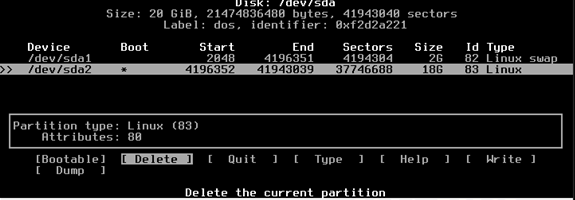 Disk: /dev/sda
Size: 20 GiB, 21474836480 bytes, 41943040 sectors
Label: dos, identifier: 0xf2d2a221
Device Boot Start End Sectors Size Id Type
/dev/sda1 2048 4196351 4194304 2G 82 Linux swap
>> /dev/sda2 * 4196352 41943039 37746688 18G 83 Linux
Partition type: Linux (83)
Attributes: 80
[Bootable] [ Delete ] [ Quit ] [ Type ] [ Help ] [ Write ]
[ Dump ]
Delete the current partition